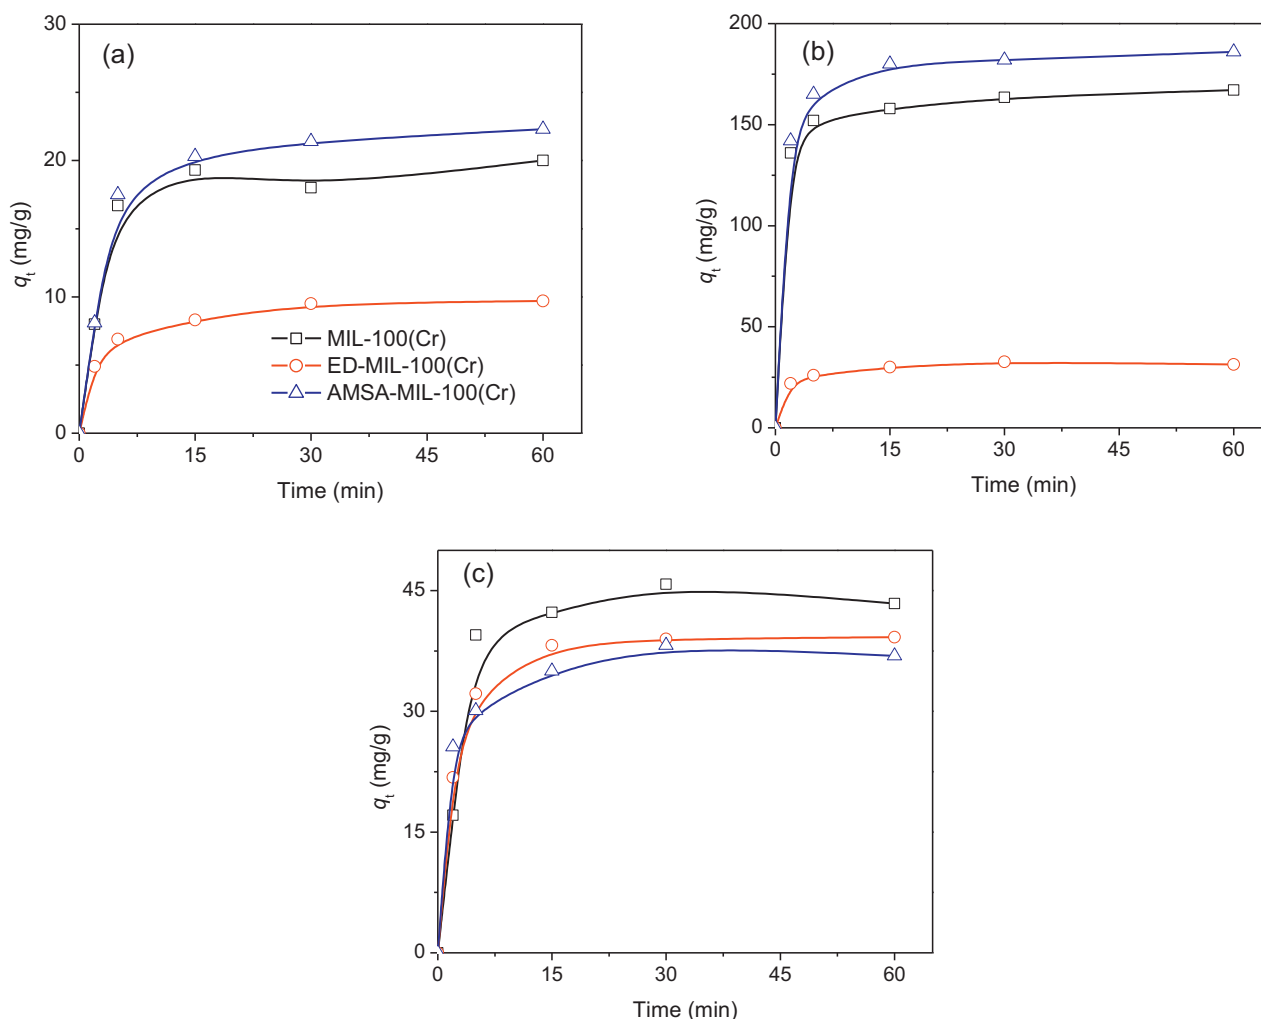 (a)
30
20
10
0
qt (mg/g)
MIL-100(Cr)
ED-MIL-100(Cr)
AMSA-MIL-100(Cr)
0 15 30 45 60
Time (min)
(b)
200
150
100
50
0
qt (mg/g)
0 15 30 45 60
Time (min)
(c)
45
30
15
0
qt (mg/g)
0 15 30 45 60
Time (min)